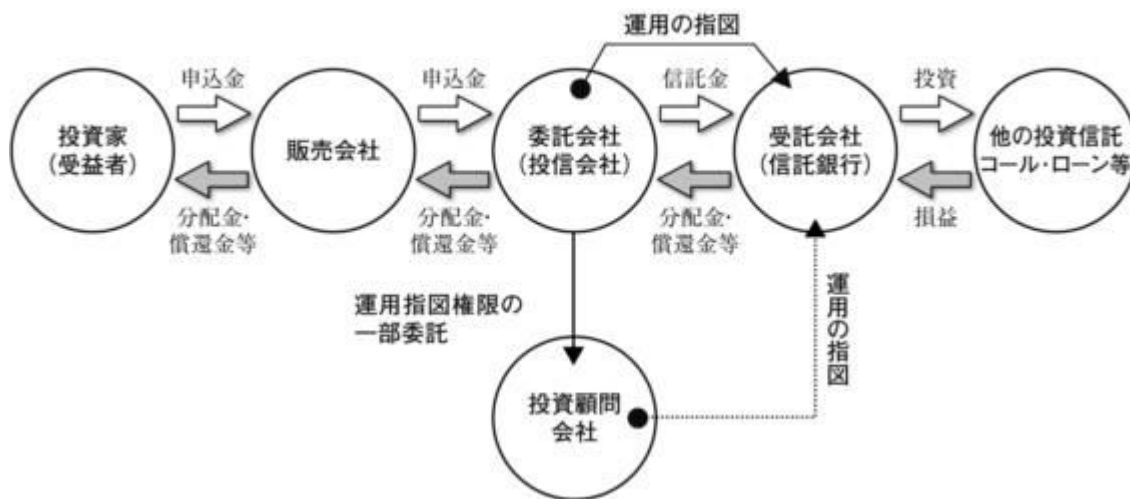 運用の指図
申込金
申込金
信託金
投資
投資家
(受益者)
販売会社
委託会社
(投信会社)
受託会社
(信託銀行)
他の投資信託
コール・ローン等
分配金・
償還金等
分配金・
償還金等
分配金・
償還金等
損益
運用指図権限の
一部委託
運用の指図
投資顧問
会社